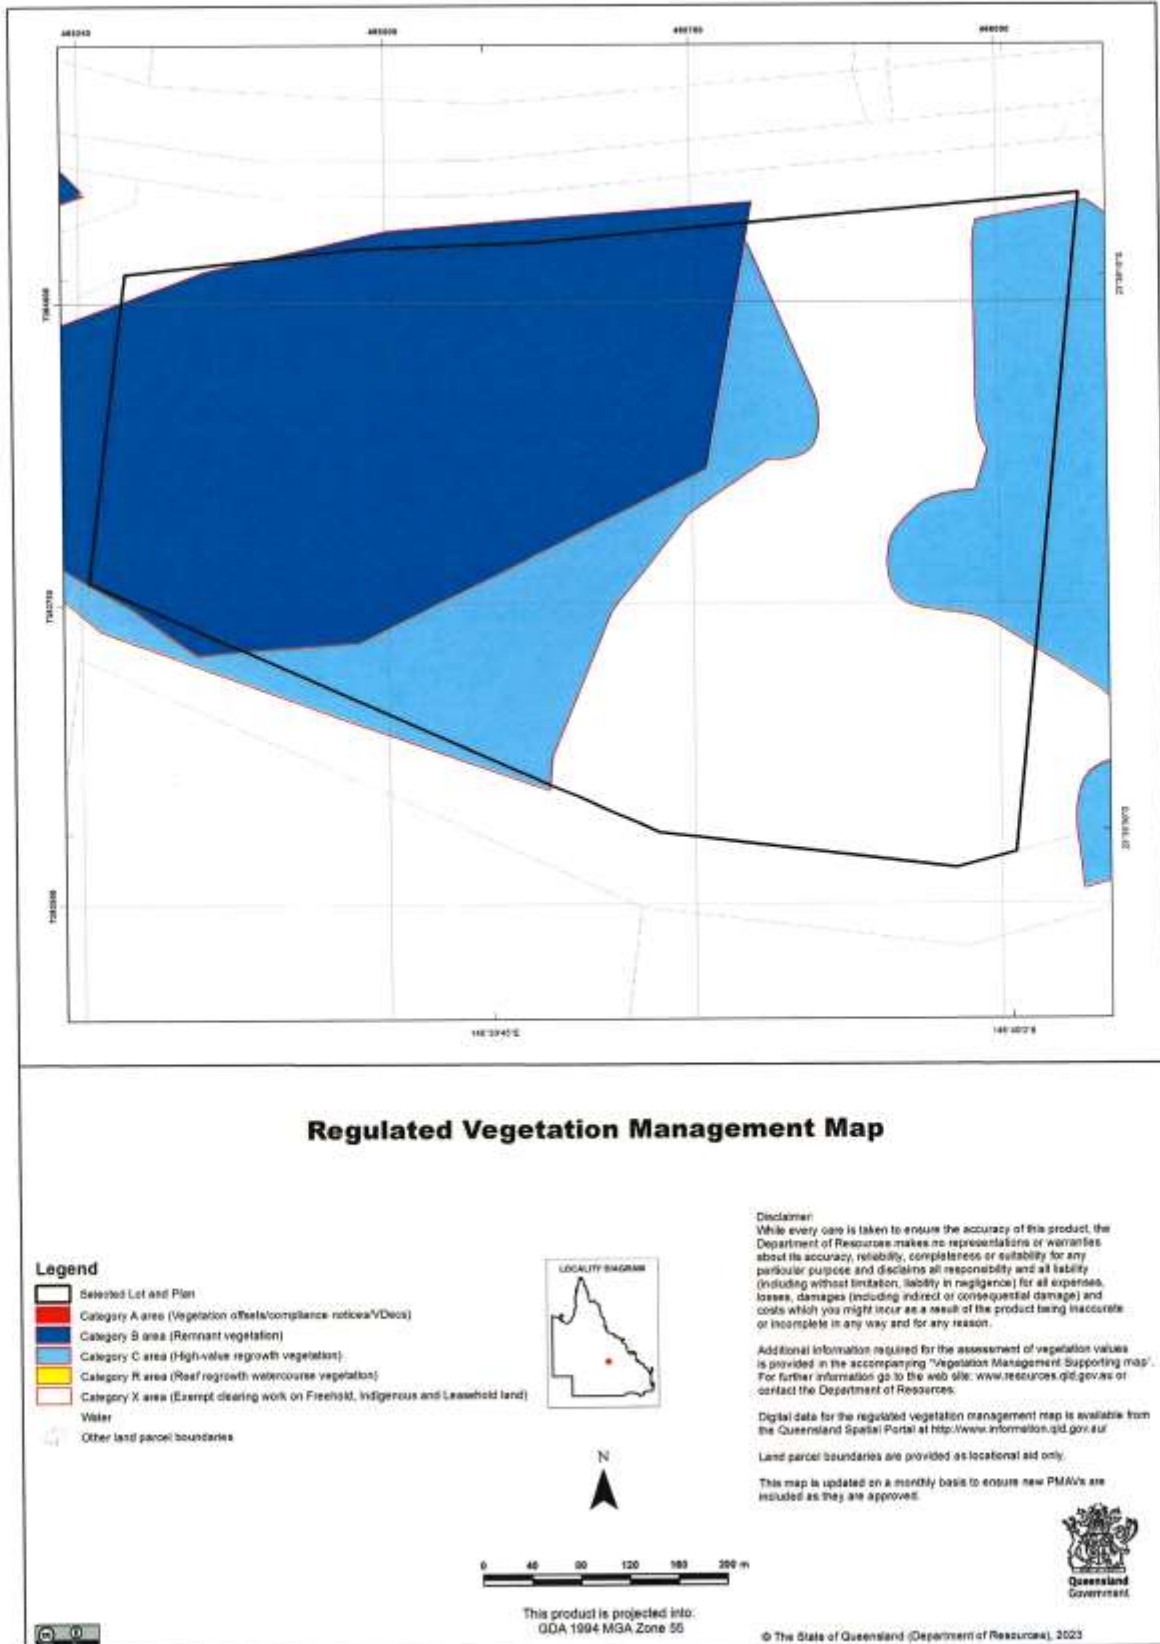 Regulated Vegetation Management Map
Legend
Selected Lot and Plan
Category A area (Vegetation offsets/compliance notices/VDecs)
Category B area (Remnant vegetation)
Category C area (High-value regrowth vegetation)
Category R area (Reef regrowth watercourse vegetation)
Category X area (Exempt clearing work on Freehold, Indigenous and Leasehold land)
Water
Other land parcel boundaries
LOCALITY DIAGRAM
N
0 40 80 120 160 200 m
This product is projected into:
GDA 1994 MGA Zone 55
Disclaimer:
While every care is taken to ensure the accuracy of this product, the
Department of Resources makes no representations or warranties
about its accuracy, reliability, completeness or suitability for any
particular purpose and disclaims all responsibility and all liability
(including without limitation, liability in negligence) for all expenses,
losses, damages (including indirect or consequential damage) and
costs which you might incur as a result of the product being inaccurate
or incomplete in any way and for any reason.
Additional information required for the assessment of vegetation values
is provided in the accompanying "Vegetation Management Supporting map".
For further information go to the web site: www.resources.qld.gov.au or
contact the Department of Resources.
Digital data for the regulated vegetation management map is available from
the Queensland Spatial Portal at http://www.information.qld.gov.au/
Land parcel boundaries are provided as locational aid only.
This map is updated on a monthly basis to ensure new PMAVs are
included as they are approved.
Queensland
Government
© The State of Queensland (Department of Resources), 2023